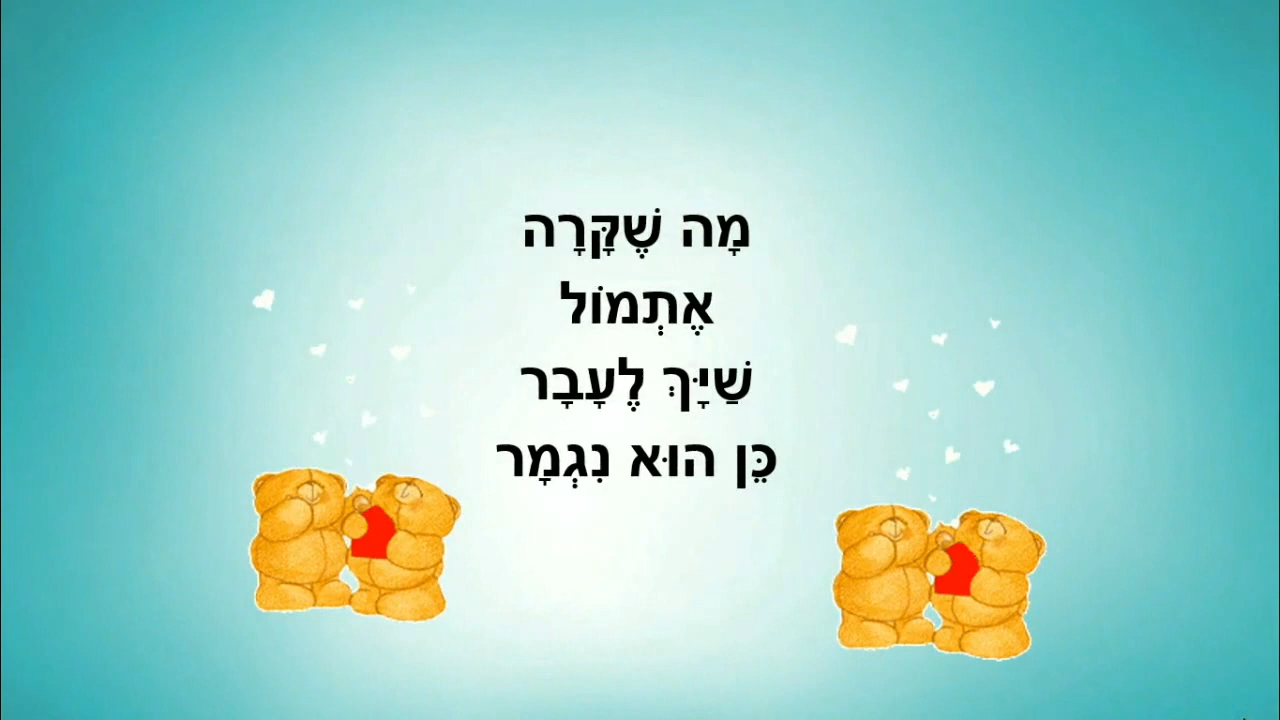 מָה שֶׁקָּרָה
אֶתְמוֹל
שַׁיָּךְ לֶעָבָר
כֵּן הוּא נִגְמָר